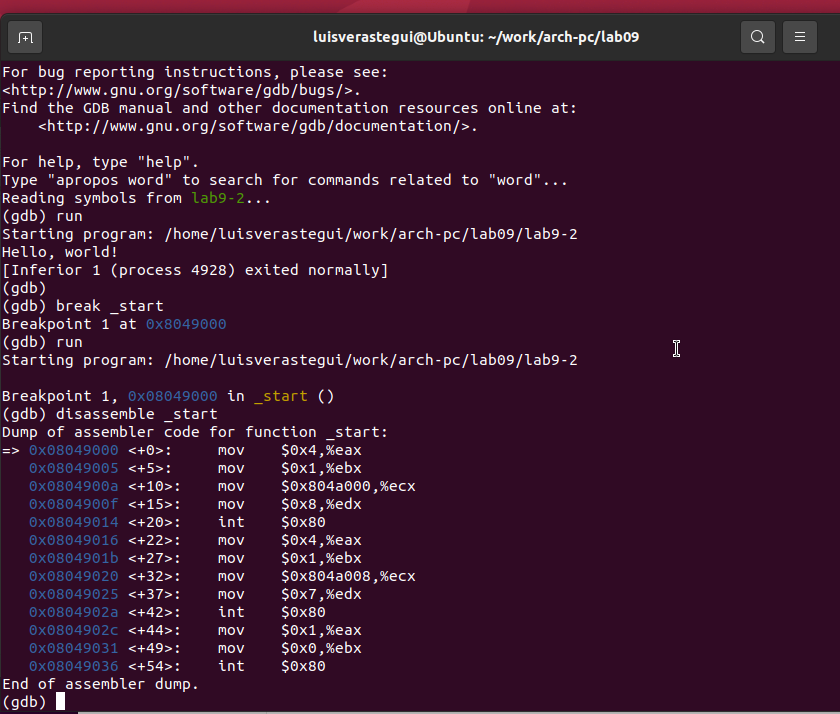 luisverastegui@Ubuntu: ~/work/arch-pc/lab09
For bug reporting instructions, please see:
<http://www.gnu.org/software/gdb/bugs/>.
Find the GDB manual and other documentation resources online at:
    <http://www.gnu.org/software/gdb/documentation/>.
For help, type "help".
Type "apropos word" to search for commands related to "word"...
Reading symbols from lab9-2...
(gdb) run
Starting program: /home/luisverastegui/work/arch-pc/lab09/lab9-2
Hello, world!
[Inferior 1 (process 4928) exited normally]
(gdb)
(gdb) break _start
Breakpoint 1 at 0x8049000
(gdb) run
Starting program: /home/luisverastegui/work/arch-pc/lab09/lab9-2
Breakpoint 1, 0x08049000 in _start ()
(gdb) disassemble _start
Dump of assembler code for function _start:
=> 0x08049000 <+0>:     mov    $0x4,%eax
   0x08049005 <+5>:     mov    $0x1,%ebx
   0x0804900a <+10>:    mov    $0x804a000,%ecx
   0x0804900f <+15>:    mov    $0x8,%edx
   0x08049014 <+20>:    int    $0x80
   0x08049016 <+22>:    mov    $0x4,%eax
   0x0804901b <+27>:    mov    $0x1,%ebx
   0x08049020 <+32>:    mov    $0x804a008,%ecx
   0x08049025 <+37>:    mov    $0x7,%edx
   0x0804902a <+42>:    int    $0x80
   0x0804902c <+44>:    mov    $0x1,%eax
   0x08049031 <+49>:    mov    $0x0,%ebx
   0x08049036 <+54>:    int    $0x80
End of assembler dump.
(gdb)